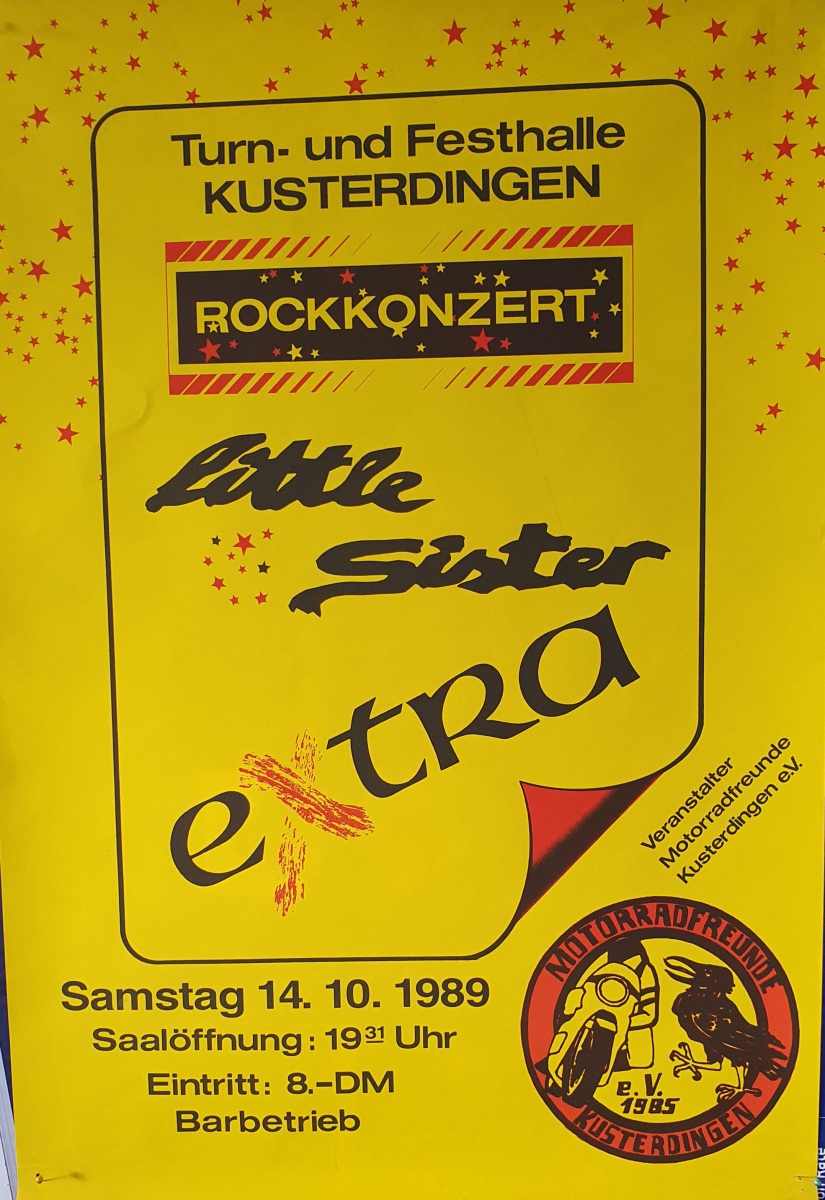 Turn- und Festhalle
KUSTERDINGEN
ROCKKONZERT
little
Sister
extra
Veranstalter
Motorradfreunde
Kusterdingen e.V.
MOTORRADFREUNDE
e.V.
1985
KUSTERDINGEN
Samstag 14. 10. 1989
Saalöffnung: 19³¹ Uhr
Eintritt: 8.–DM
Barbetrieb